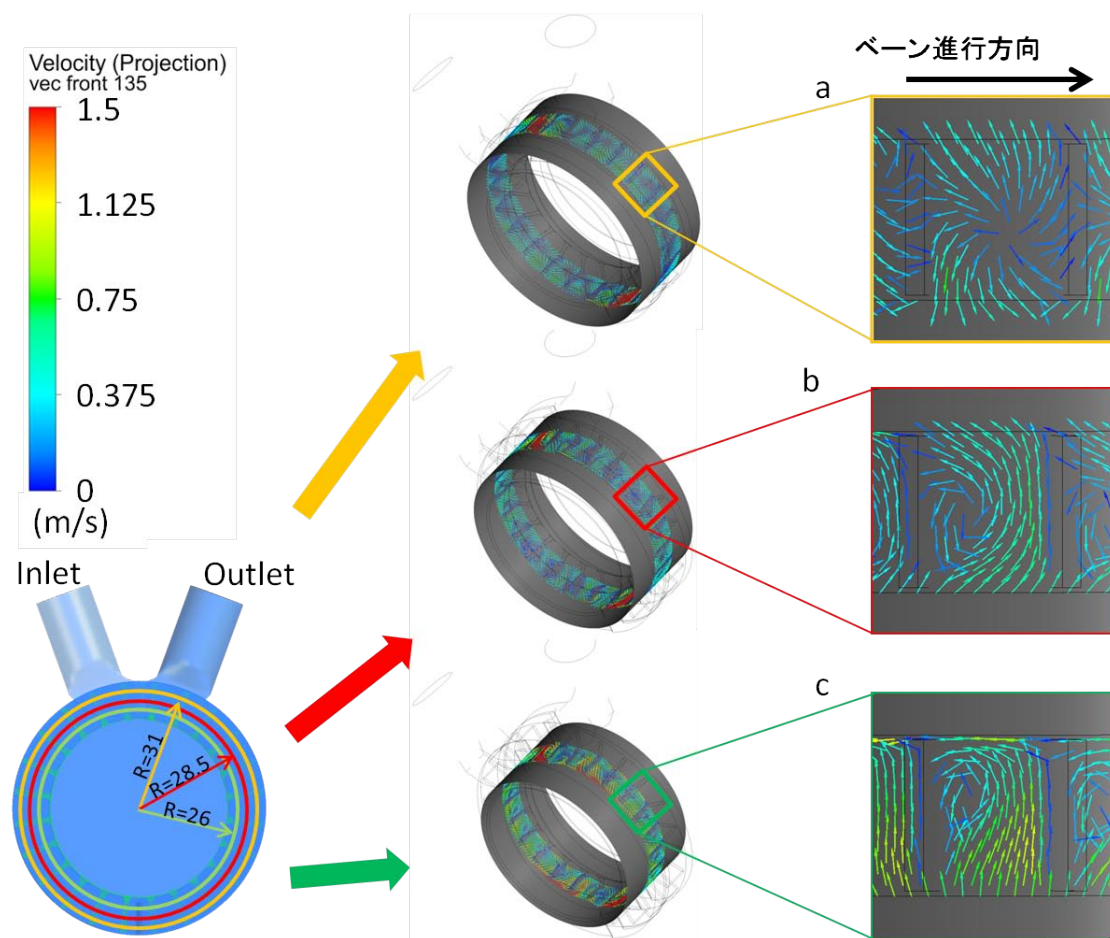 Velocity (Projection)
vec front 135
1.5
1.125
0.75
0.375
0
(m/s)
Inlet
Outlet
R=31
R=28.5
R=26
ベーン進行方向
a
b
c